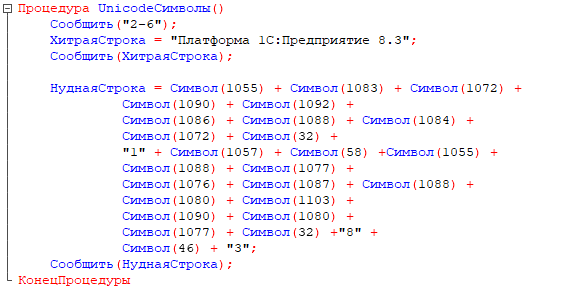 Процедура UnicodeСимволы()
Сообщить("2-6");
ХитраяСтрока = "Платформа 1С:Предприятие 8.3";
Сообщить(ХитраяСтрока);
НуднаяСтрока = Символ(1055) + Символ(1083) + Символ(1072) +
Символ(1090) + Символ(1092) +
Символ(1086) + Символ(1088) + Символ(1084) +
Символ(1072) + Символ(32) +
"1" + Символ(1057) + Символ(58) +Символ(1055) +
Символ(1088) + Символ(1077) +
Символ(1076) + Символ(1087) + Символ(1088) +
Символ(1080) + Символ(1103) +
Символ(1090) + Символ(1080) +
Символ(1077) + Символ(32) +"8" +
Символ(46) + "3";
Сообщить(НуднаяСтрока);
КонецПроцедуры